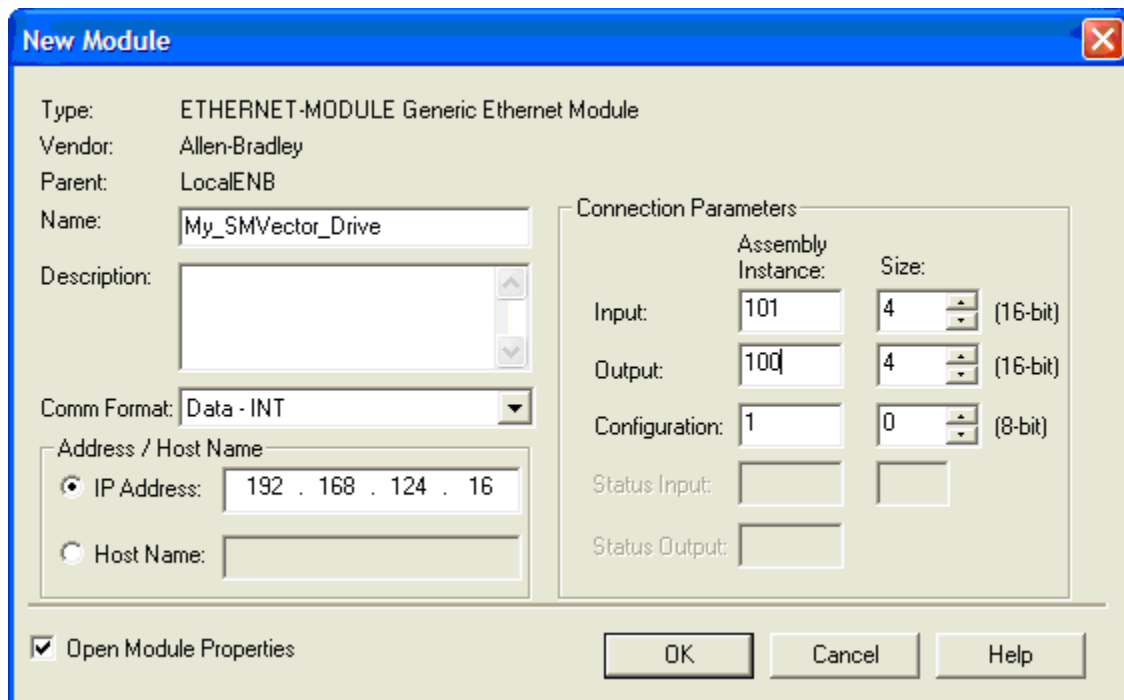 New Module
Type: ETHERNET-MODULE Generic Ethernet Module
Vendor: Allen-Bradley
Parent: LocalENB
Name: My_SMVector_Drive
Description:
Comm Format: Data - INT
Address / Host Name
IP Address: 192 . 168 . 124 . 16
Host Name:
Connection Parameters
Assembly
Instance: Size:
Input: 101 4 (16-bit)
Output: 100 4 (16-bit)
Configuration: 1 0 (8-bit)
Status Input:
Status Output:
Open Module Properties
OK Cancel Help